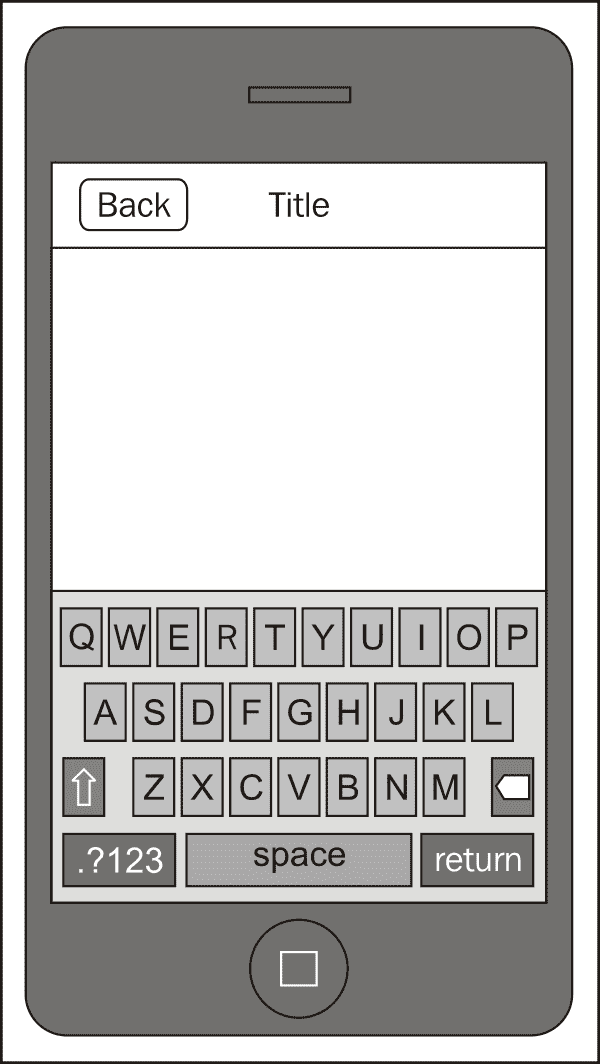 Back Title
Q W E R T Y U I O P
A S D F G H J K L
Z X C V B N M
.?123 space return